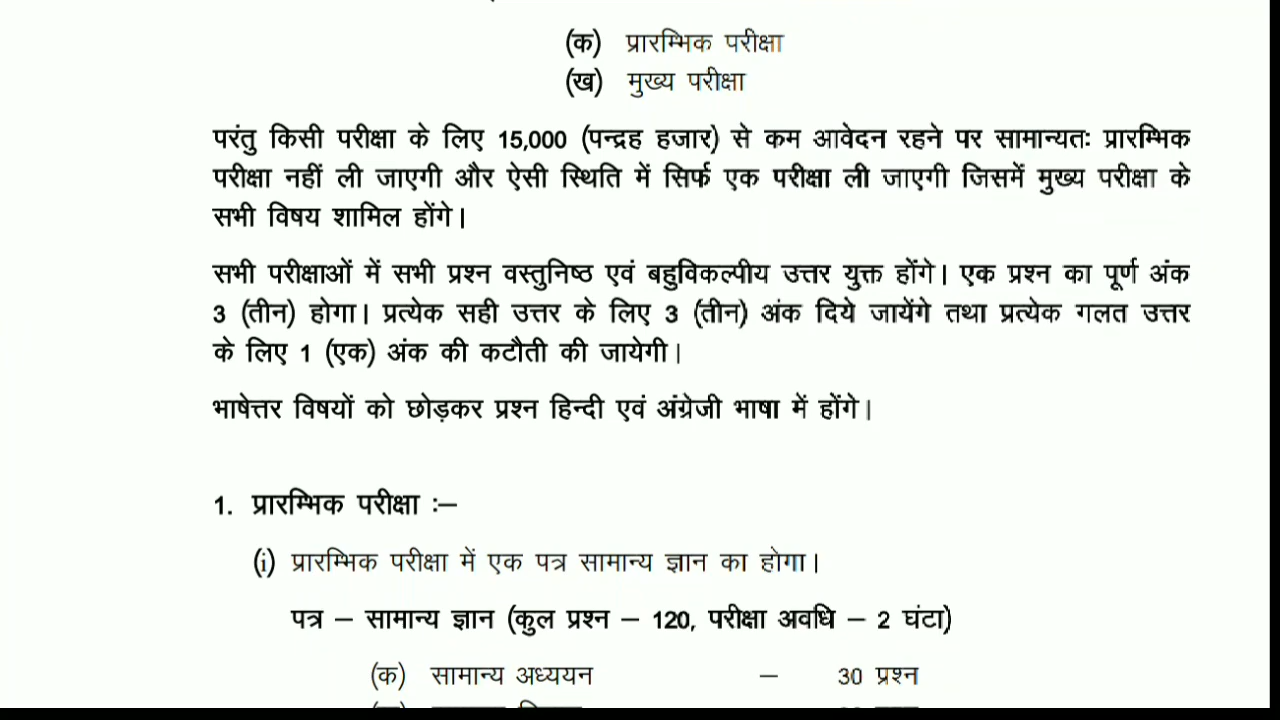 (क) प्रारम्भिक परीक्षा
(ख) मुख्य परीक्षा
परंतु किसी परीक्षा के लिए 15,000 (पन्द्रह हजार) से कम आवेदन रहने पर सामान्यतः प्रारम्भिक
परीक्षा नहीं ली जाएगी और ऐसी स्थिति में सिर्फ एक परीक्षा ली जाएगी जिसमें मुख्य परीक्षा के
सभी विषय शामिल होंगे।
सभी परीक्षाओं में सभी प्रश्न वस्तुनिष्ठ एवं बहुविकल्पीय उत्तर युक्त होंगे। एक प्रश्न का पूर्ण अंक
3 (तीन) होगा। प्रत्येक सही उत्तर के लिए 3 (तीन) अंक दिये जायेंगे तथा प्रत्येक गलत उत्तर
के लिए 1 (एक) अंक की कटौती की जायेगी।
भाषेत्तर विषयों को छोड़कर प्रश्न हिन्दी एवं अंग्रेजी भाषा में होंगे।
1. प्रारम्भिक परीक्षा :–
(i) प्रारम्भिक परीक्षा में एक पत्र सामान्य ज्ञान का होगा।
पत्र – सामान्य ज्ञान (कुल प्रश्न – 120, परीक्षा अवधि – 2 घंटा)
(क) सामान्य अध्ययन – 30 प्रश्न